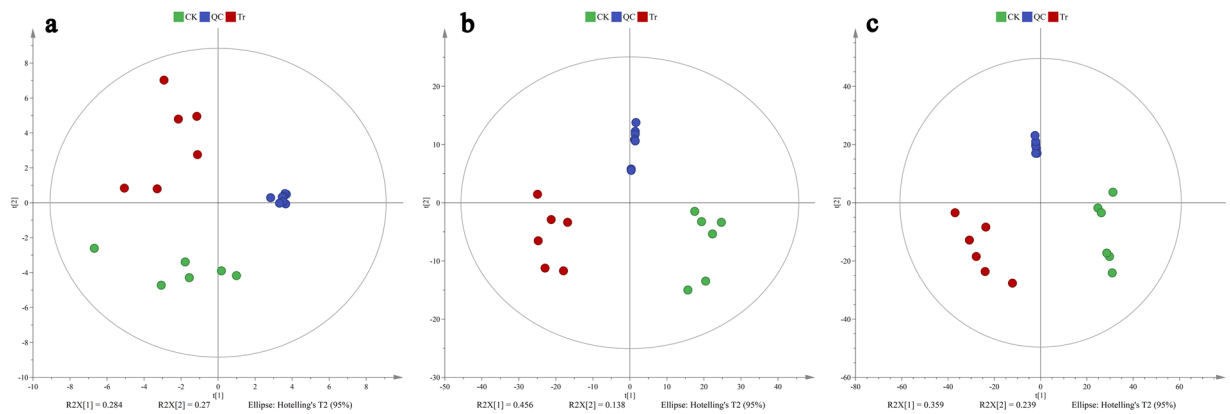 a
CK QC Tr
8
6
4
2
0
-2
-4
-6
-8
-10
t[2]
-10 -8 -6 -4 -2 0 2 4 6 8
t[1]
R2X[1] = 0.284 R2X[2] = 0.27 Ellipse: Hotelling's T2 (95%)
b
CK QC Tr
20
10
0
-10
-20
-30
t[2]
-60 -40 -20 0 20 40 60
t[1]
R2X[1] = 0.456 R2X[2] = 0.138 Ellipse: Hotelling's T2 (95%)
c
CK QC Tr
40
20
0
-20
-40
-60
t[2]
-80 -60 -40 -20 0 20 40 60
t[1]
R2X[1] = 0.359 R2X[2] = 0.239 Ellipse: Hotelling's T2 (95%)